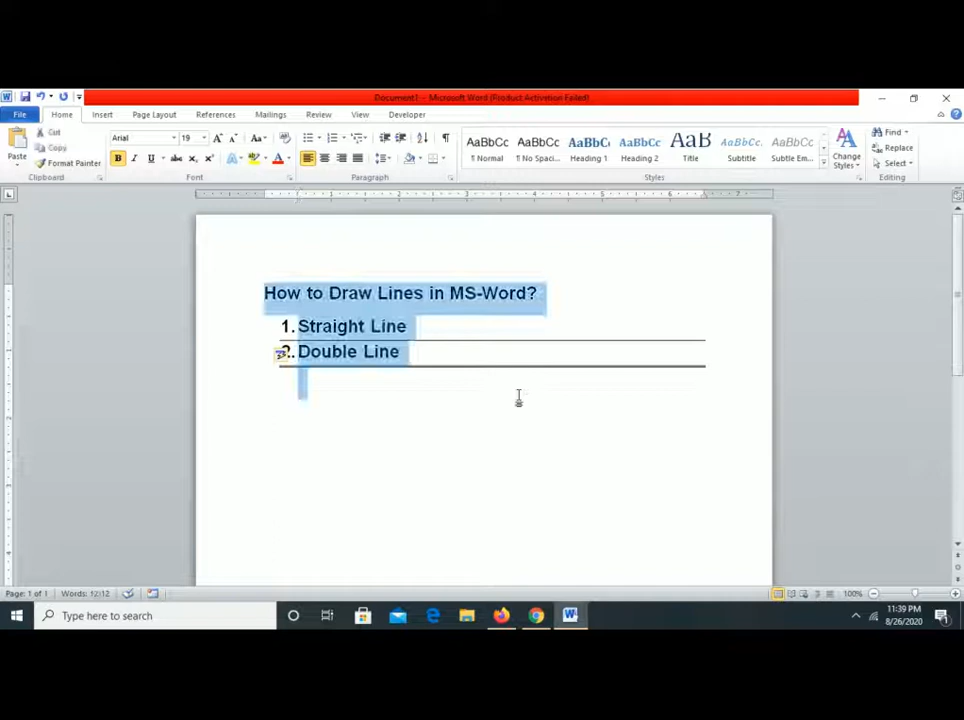 Document1 - Microsoft Word (Product Activation Failed)
File Home Insert Page Layout References Mailings Review View Developer
Cut
Copy
Format Painter
Paste
Clipboard
Arial 19
Font
Paragraph
AaBbCc AaBbCc AaBbC AaBbCc AaB AaBbCc. AaBbCc
¶ Normal ¶ No Spaci... Heading 1 Heading 2 Title Subtitle Subtle Em...
Change
Styles
Styles
Find
Replace
Select
Editing
How to Draw Lines in MS-Word?
1. Straight Line
2. Double Line
Page: 1 of 1 Words: 12/12
100%
Type here to search
11:39 PM
8/26/2020